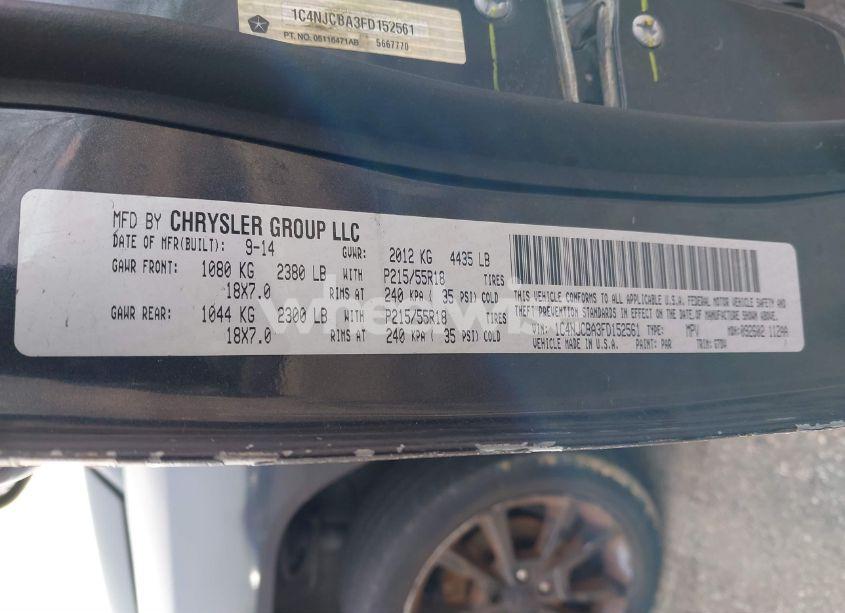 1C4NJCBA3FD152561
PT. NO. 05116471AB 5667770
MFD BY CHRYSLER GROUP LLC
DATE OF MFR(BUILT): 9-14 GVWR: 2012 KG 4435 LB
GAWR FRONT: 1080 KG 2380 LB WITH P215/55R18 TIRES
18X7.0 RIMS AT 240 KPA ( 35 PSI) COLD
GAWR REAR: 1044 KG 2300 LB WITH P215/55R18 TIRES
18X7.0 RIMS AT 240 KPA ( 35 PSI) COLD
THIS VEHICLE CONFORMS TO ALL APPLICABLE U.S.A. FEDERAL MOTOR VEHICLE SAFETY AND
THEFT PREVENTION STANDARDS IN EFFECT ON THE DATE OF MANUFACTURE SHOWN ABOVE.
VIN: 1C4NJCBA3FD152561 TYPE: MPV MDH: 092602 112AA
VEHICLE MADE IN U.S.A. PAINT: PAR TRIM: